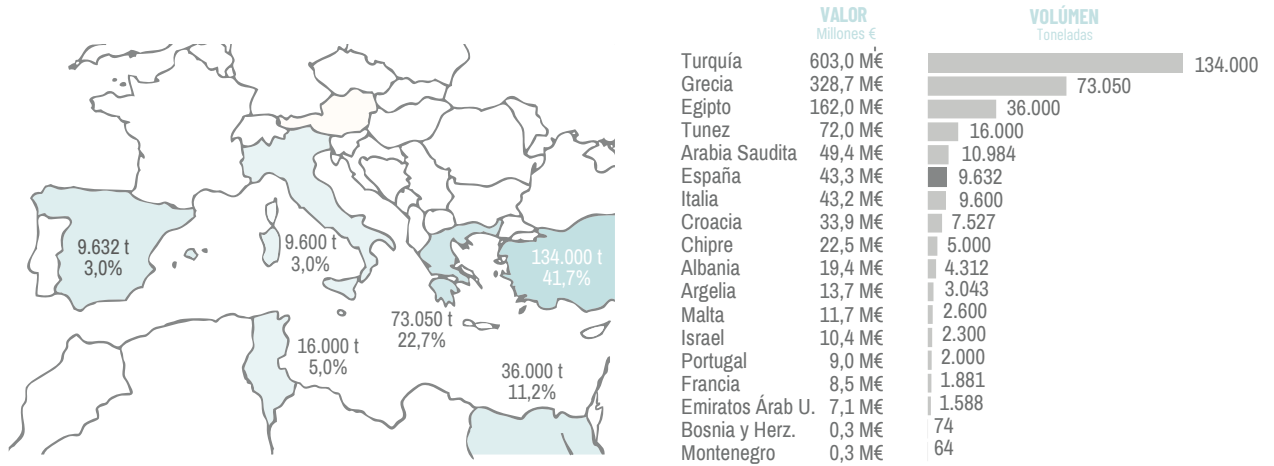 9.632 t
3,0%
9.600 t
3,0%
134.000 t
41,7%
73.050 t
22,7%
16.000 t
5,0%
36.000 t
11,2%
VALOR VOLÚMEN
Millones € Toneladas
Turquía 603,0 M€ 134.000
Grecia 328,7 M€ 73.050
Egipto 162,0 M€ 36.000
Tunez 72,0 M€ 16.000
Arabia Saudita 49,4 M€ 10.984
España 43,3 M€ 9.632
Italia 43,2 M€ 9.600
Croacia 33,9 M€ 7.527
Chipre 22,5 M€ 5.000
Albania 19,4 M€ 4.312
Argelia 13,7 M€ 3.043
Malta 11,7 M€ 2.600
Israel 10,4 M€ 2.300
Portugal 9,0 M€ 2.000
Francia 8,5 M€ 1.881
Emiratos Árab U. 7,1 M€ 1.588
Bosnia y Herz. 0,3 M€ 74
Montenegro 0,3 M€ 64